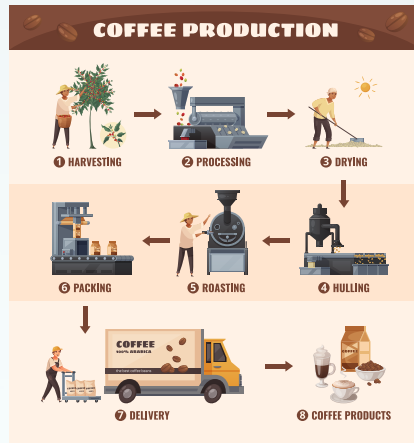 COFFEE PRODUCTION
1 HARVESTING
2 PROCESSING
3 DRYING
6 PACKING
5 ROASTING
4 HULLING
COFFEE
100% ARABICA
7 DELIVERY
8 COFFEE PRODUCTS